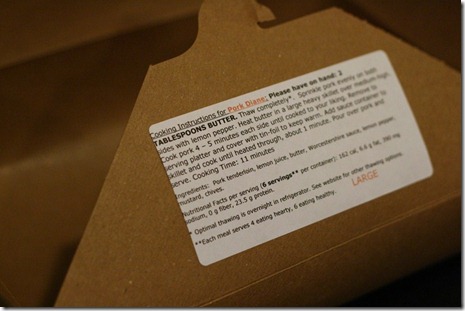 Cooking Instructions for Pork Diane: Please have on hand: 2
TABLESPOONS BUTTER. Thaw completely*. Sprinkle pork evenly on both
sides with lemon pepper. Heat butter in a large heavy skillet over medium-high.
Cook pork 4 – 5 minutes each side until cooked to your liking. Remove to
serving platter and cover with tin-foil to keep warm. Add sauce container to
skillet and cook until heated through, about 1 minute. Pour over pork and
serve. Cooking Time: 11 minutes
Ingredients: Pork tenderloin, lemon juice, butter, Worcestershire sauce, lemon pepper,
mustard, chives.
Nutritional Facts per serving (6 servings** per container): 162 cal, 6.6 g fat, mg
sodium, 0 g fiber, 23.5 g protein.
* Optimal thawing is overnight in refrigerator. See website for other thawing options.
**Each meal serves 4 eating hearty, 6 eating healthy.
LARGE